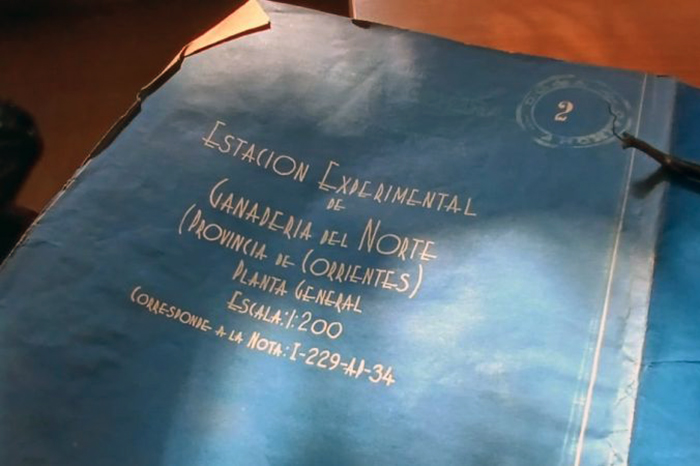 2
ESTACION EXPERIMENTAL
DE
GANADERIA DEL NORTE
(PROVINCIA DE CORRIENTES)
PLANTA GENERAL
ESCALA:1:200
CORRESPONDE A LA NOTA:I-229=AP-34